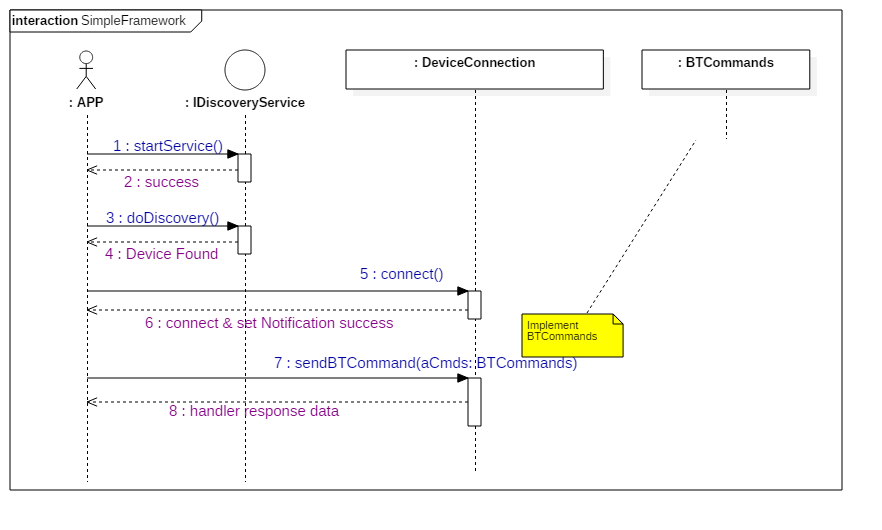 interaction SimpleFramework
: APP
: IDiscoveryService
: DeviceConnection
: BTCommands
1 : startService()
2 : success
3 : doDiscovery()
4 : Device Found
5 : connect()
6 : connect & set Notification success
Implement
BTCommands
7 : sendBTCommand(aCmds: BTCommands)
8 : handler response data